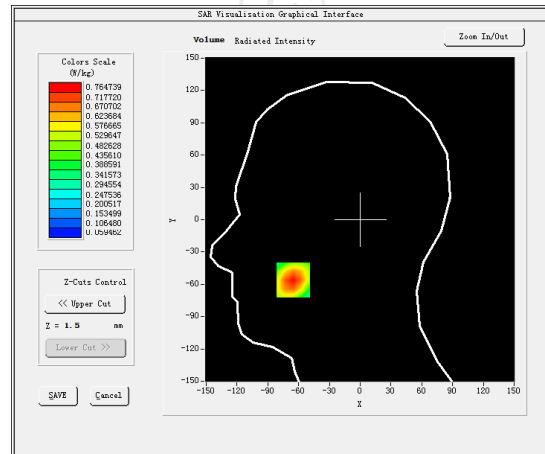 SAR Visualisation Graphical Interface
Volume Radiated Intensity
Zoom In/Out
Colors Scale
(W/kg)
0.764739
0.717720
0.670702
0.623684
0.576665
0.529647
0.482628
0.435610
0.388591
0.341573
0.294554
0.247536
0.200517
0.153499
0.106480
0.059462
Z-Cuts Control
<< Upper Cut
Z = 1.5 mm
Lower Cut >>
SAVE
Cancel
150
120
90
60
30
0
-30
-60
-90
-120
-150
Y
-150 -120 -90 -60 -30 0 30 60 90 120 150
X